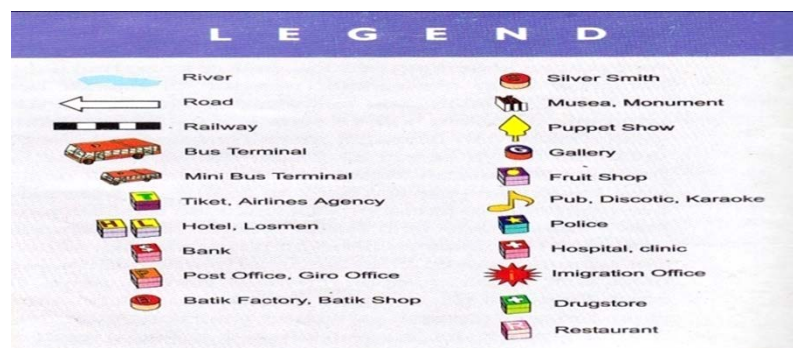 LEGEND
River
Road
Railway
Bus Terminal
Mini Bus Terminal
Tiket, Airlines Agency
Hotel, Losmen
Bank
Post Office, Giro Office
Batik Factory, Batik Shop
Silver Smith
Musea, Monument
Puppet Show
Gallery
Fruit Shop
Pub, Discotic, Karaoke
Police
Hospital, clinic
Imigration Office
Drugstore
Restaurant